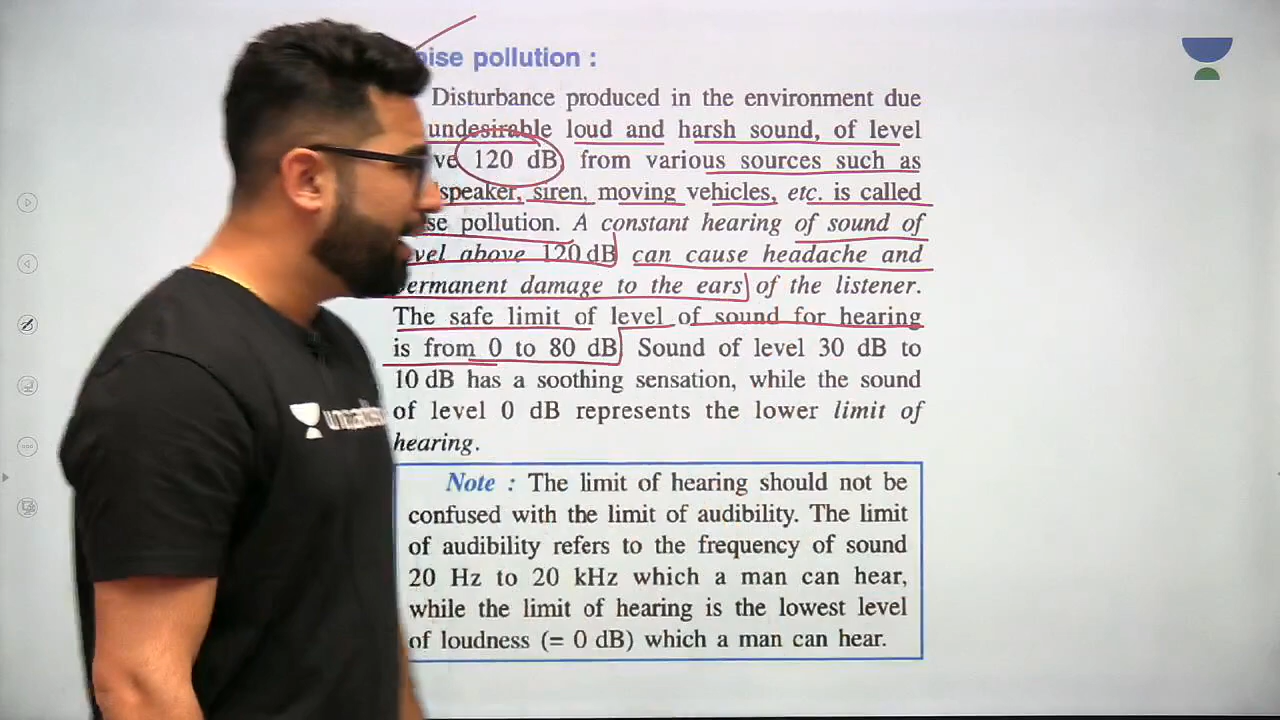 oise pollution :
Disturbance produced in the environment due
undesirable loud and harsh sound, of level
ve 120 dB from various sources such as
speaker, siren, moving vehicles, etc. is called
se pollution. A constant hearing of sound of
vel above 120 dB can cause headache and
permanent damage to the ears of the listener.
The safe limit of level of sound for hearing
is from 0 to 80 dB Sound of level 30 dB to
10 dB has a soothing sensation, while the sound
of level 0 dB represents the lower limit of
hearing.
Note : The limit of hearing should not be
confused with the limit of audibility. The limit
of audibility refers to the frequency of sound
20 Hz to 20 kHz which a man can hear,
while the limit of hearing is the lowest level
of loudness (= 0 dB) which a man can hear.